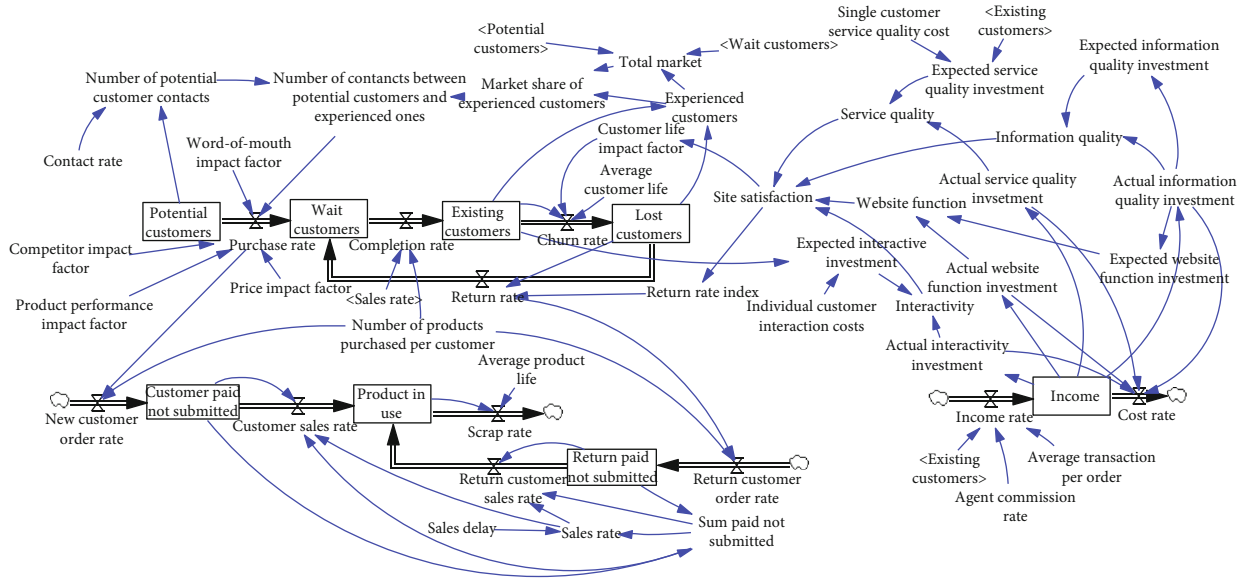 <Potential
customers>
<Wait customers>
Total market
Single customer
service quality cost
<Existing
customers>
Expected information
quality investment
Number of potential
customer contacts
Number of contancts between
potential customers and
experienced ones
Market share of
experienced customers
Experienced
customers
Expected service
quality investment
Service quality
Information quality
Contact rate
Word-of-mouth
impact factor
Customer life
impact factor
Average
customer life
Site satisfaction
Website function
Actual service quality
invsetment
Actual information
quality investment
Potential
customers
Wait
customers
Existing
customers
Lost
customers
Competitor impact
factor
Purchase rate
Completion rate
Churn rate
Expected interactive
investment
Actual website
function investment
Expected website
function investment
Product performance
impact factor
Price impact factor
<Sales rate>
Return rate
Return rate index
Individual customer
interaction costs
Interactivity
Number of products
purchased per customer
Average product
life
Actual interactivity
investment
Customer paid
not submitted
Product in
use
Income
New customer
order rate
Customer sales rate
Scrap rate
Income rate
Cost rate
Return customer
sales rate
Return paid
not submitted
Return customer
order rate
<Existing
customers>
Average transaction
per order
Agent commission
rate
Sales delay
Sales rate
Sum paid not
submitted